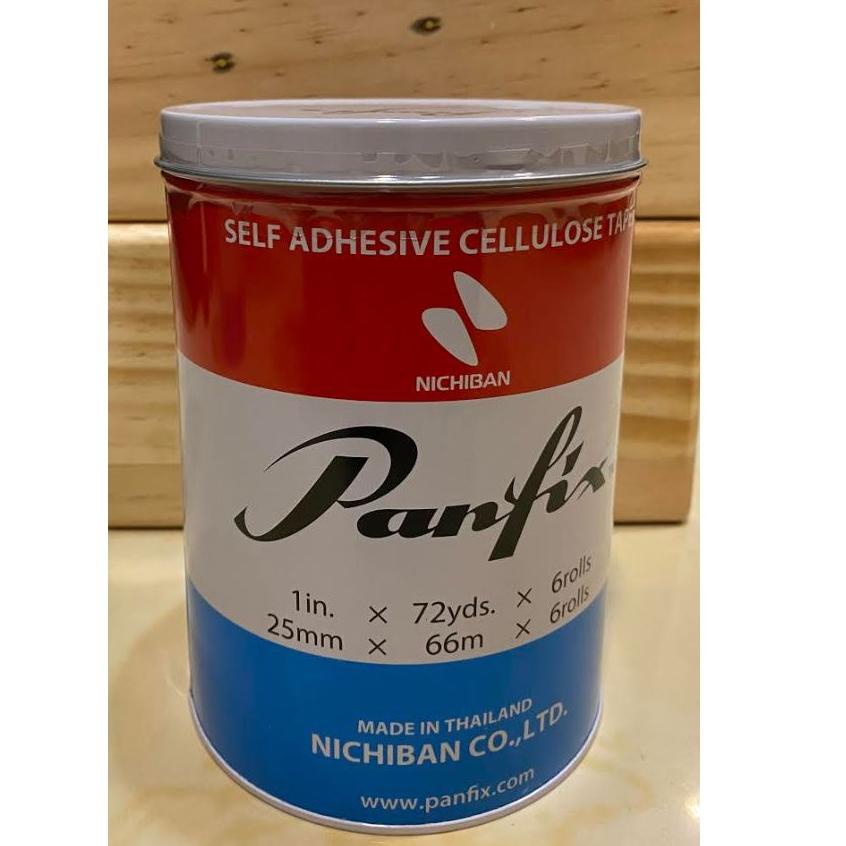 SELF ADHESIVE CELLULOSE TAPE
NICHIBAN
Panfix
1in. × 72yds. × 6rolls
25mm × 66m × 6rolls
MADE IN THAILAND
NICHIBAN CO.,LTD.
www.panfix.com